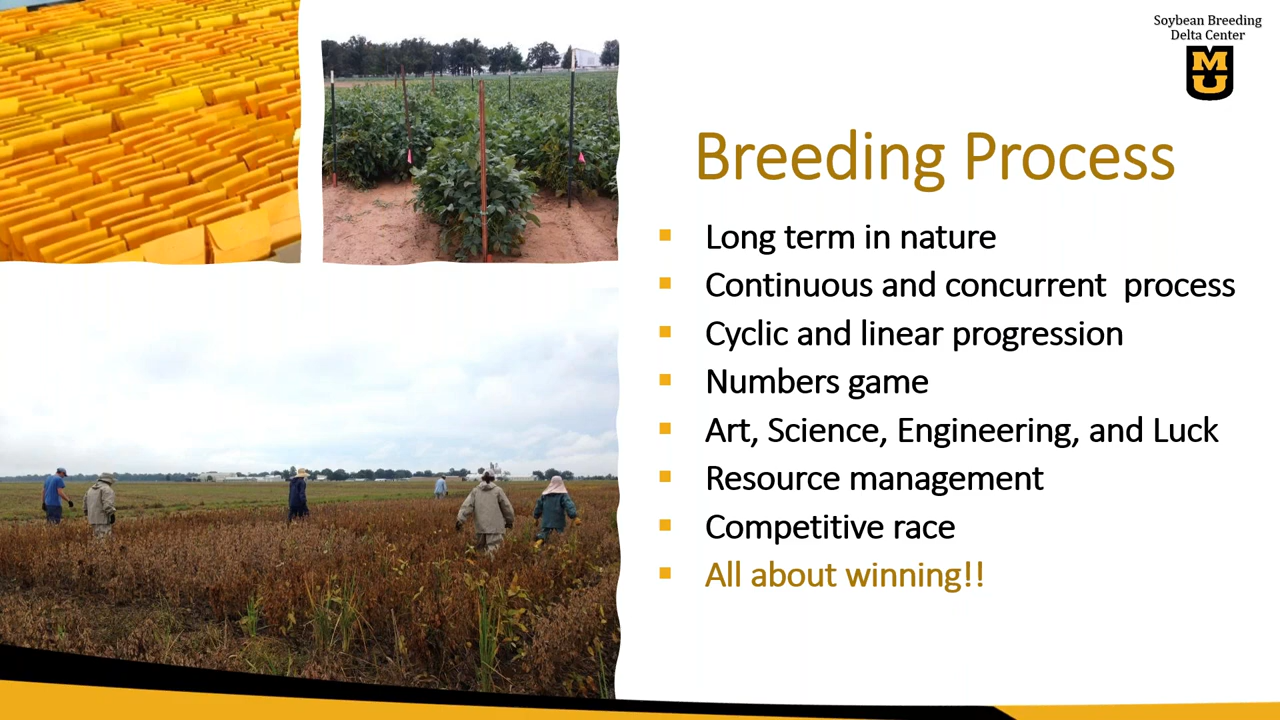 Soybean Breeding
Delta Center
MU
Breeding Process
Long term in nature
Continuous and concurrent process
Cyclic and linear progression
Numbers game
Art, Science, Engineering, and Luck
Resource management
Competitive race
All about winning!!